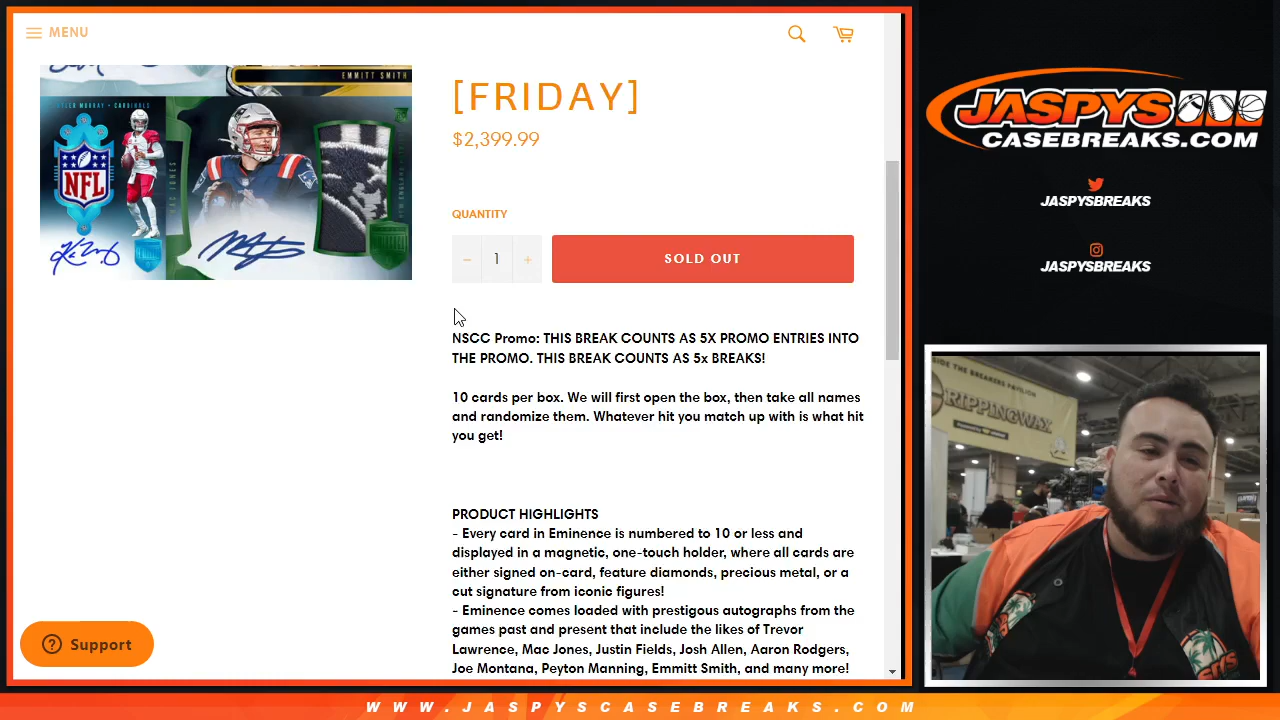 MENU
EMMITT SMITH
[FRIDAY]
$2,399.99
QUANTITY
− 1 +
SOLD OUT
NSCC Promo: THIS BREAK COUNTS AS 5X PROMO ENTRIES INTO
THE PROMO. THIS BREAK COUNTS AS 5x BREAKS!
10 cards per box. We will first open the box, then take all names
and randomize them. Whatever hit you match up with is what hit
you get!
PRODUCT HIGHLIGHTS
- Every card in Eminence is numbered to 10 or less and
displayed in a magnetic, one-touch holder, where all cards are
either signed on-card, feature diamonds, precious metal, or a
cut signature from iconic figures!
- Eminence comes loaded with prestigous autographs from the
games past and present that include the likes of Trevor
Lawrence, Mac Jones, Justin Fields, Josh Allen, Aaron Rodgers,
Joe Montana, Peyton Manning, Emmitt Smith, and many more!
MURRAY • CARDINALS
NFL
Support
JASPYS
CASEBREAKS.COM
JASPYSBREAKS
JASPYSBREAKS
THE BREAKERS PAVILION
RIPPINGWAX
WWW.JASPYSCASEBREAKS.COM